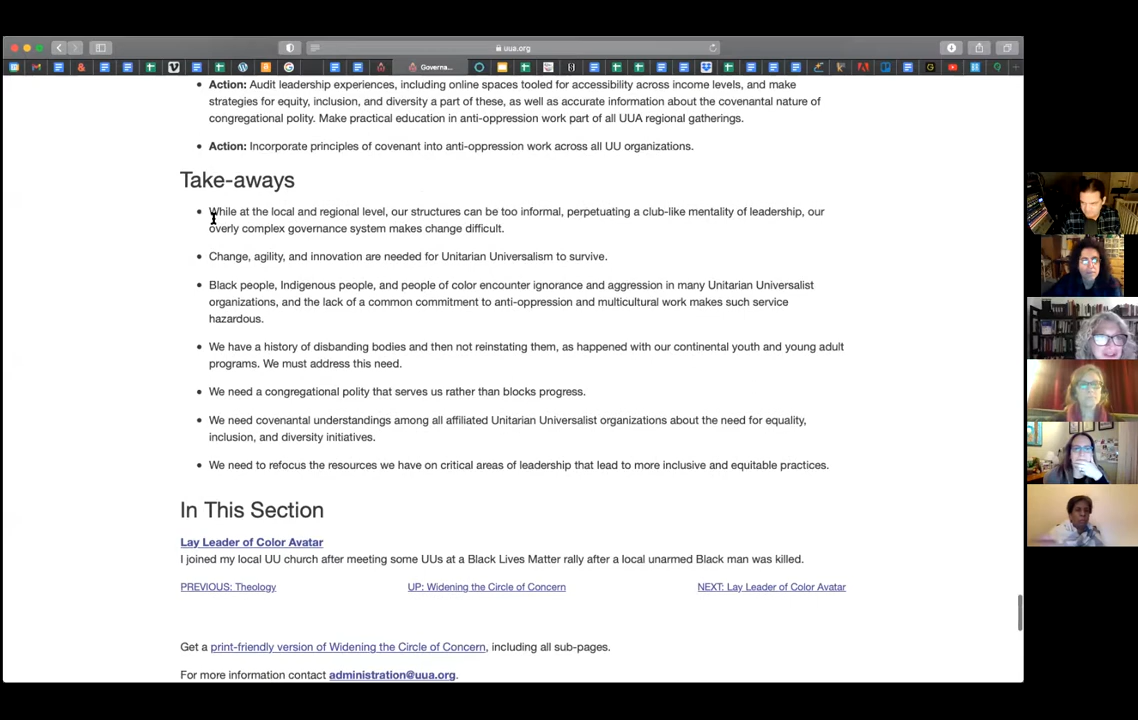 uua.org
Governa...
Action: Audit leadership experiences, including online spaces tooled for accessibility across income levels, and make
strategies for equity, inclusion, and diversity a part of these, as well as accurate information about the covenantal nature of
congregational polity. Make practical education in anti-oppression work part of all UUA regional gatherings.
Action: Incorporate principles of covenant into anti-oppression work across all UU organizations.
Take-aways
While at the local and regional level, our structures can be too informal, perpetuating a club-like mentality of leadership, our
overly complex governance system makes change difficult.
Change, agility, and innovation are needed for Unitarian Universalism to survive.
Black people, Indigenous people, and people of color encounter ignorance and aggression in many Unitarian Universalist
organizations, and the lack of a common commitment to anti-oppression and multicultural work makes such service
hazardous.
We have a history of disbanding bodies and then not reinstating them, as happened with our continental youth and young adult
programs. We must address this need.
We need a congregational polity that serves us rather than blocks progress.
We need covenantal understandings among all affiliated Unitarian Universalist organizations about the need for equality,
inclusion, and diversity initiatives.
We need to refocus the resources we have on critical areas of leadership that lead to more inclusive and equitable practices.
In This Section
Lay Leader of Color Avatar
I joined my local UU church after meeting some UUs at a Black Lives Matter rally after a local unarmed Black man was killed.
PREVIOUS: Theology UP: Widening the Circle of Concern NEXT: Lay Leader of Color Avatar
Get a print-friendly version of Widening the Circle of Concern, including all sub-pages.
For more information contact administration@uua.org.